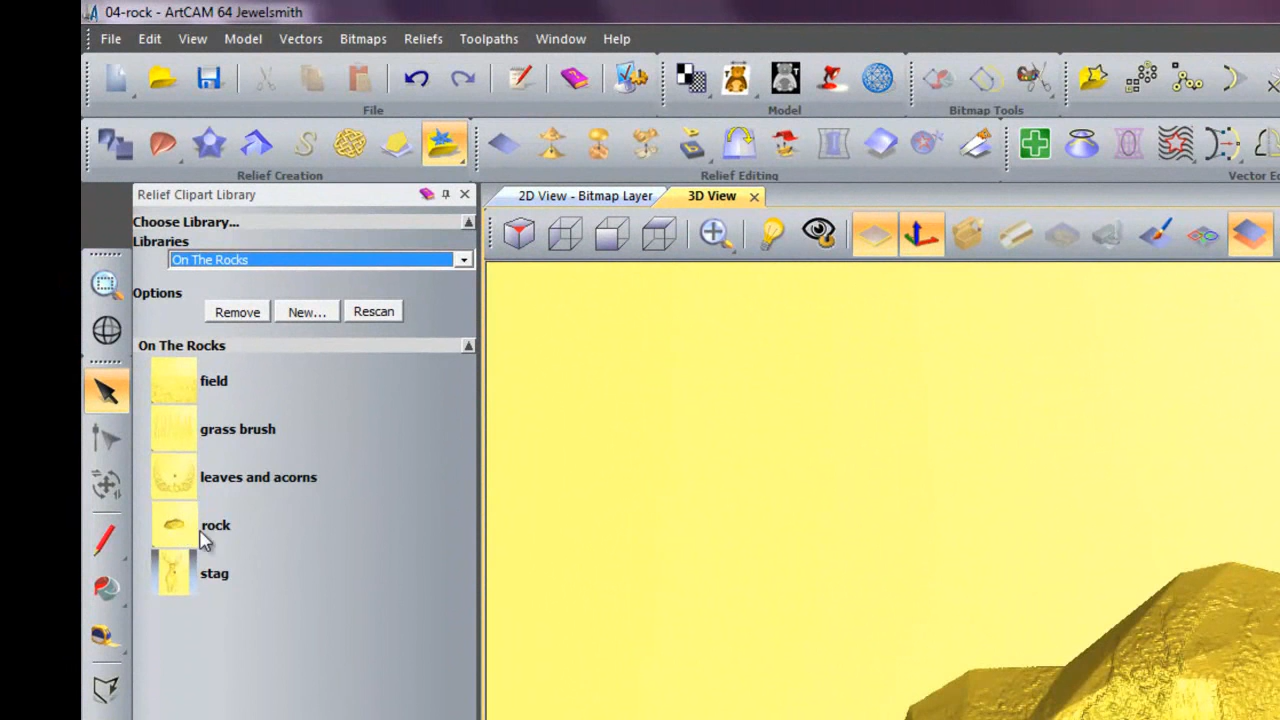 04-rock - ArtCAM 64 Jewelsmith
File Edit View Model Vectors Bitmaps Reliefs Toolpaths Window Help
File Model Bitmap Tools
Relief Creation Relief Editing Vector
Relief Clipart Library
2D View - Bitmap Layer 3D View
Choose Library...
Libraries
On The Rocks
Options
Remove New... Rescan
On The Rocks
field
grass brush
leaves and acorns
rock
stag